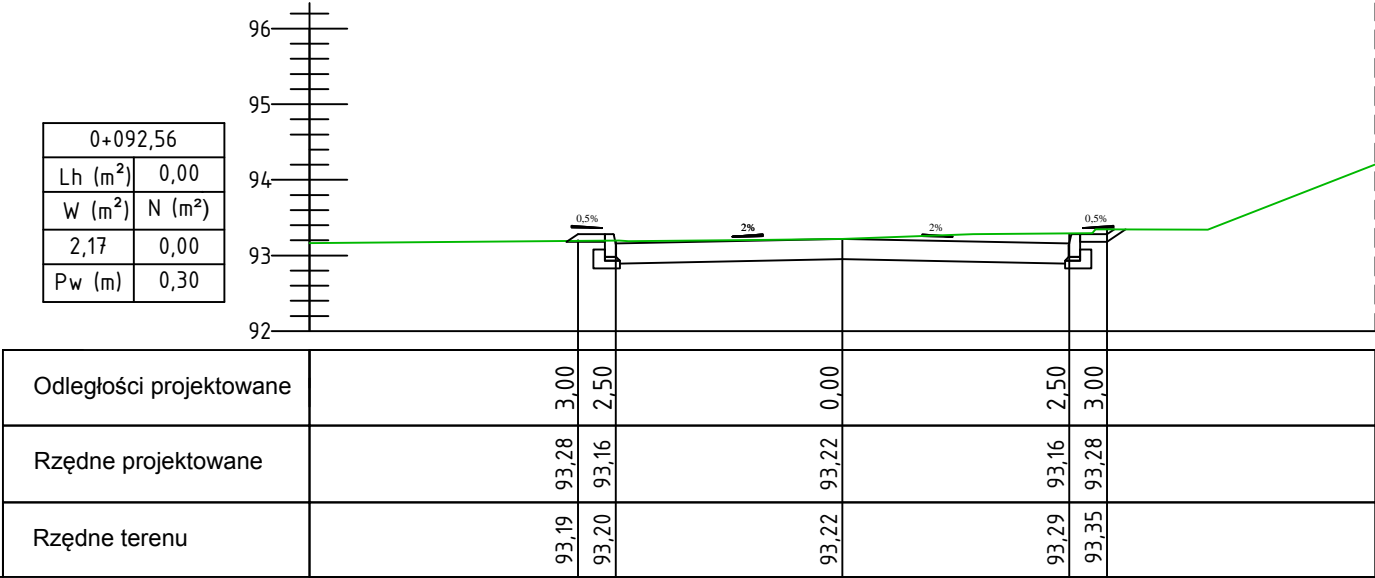 96
95
94
93
92
0+092,56
Lh (m²) 0,00
W (m²) N (m²)
2,17 0,00
Pw (m) 0,30
0,5% 2% 2% 0,5%
Odległości projektowane 3,00 2,50 0,00 2,50 3,00
Rzędne projektowane 93,28 93,16 93,22 93,16 93,28
Rzędne terenu 93,19 93,20 93,22 93,29 93,35